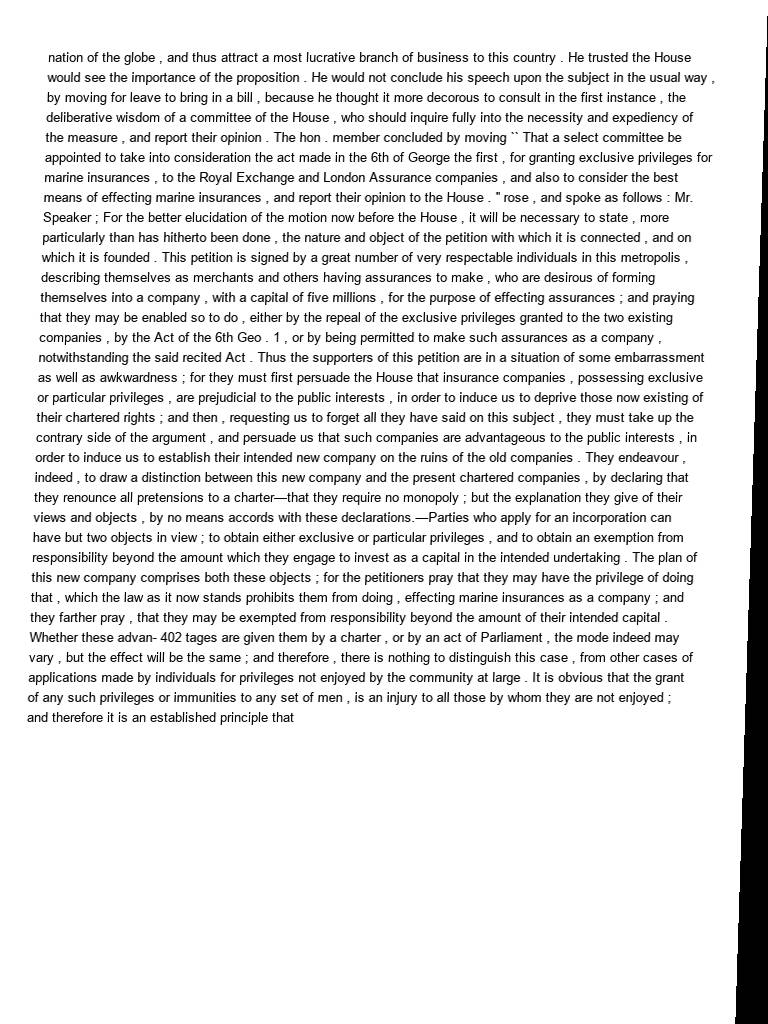 nation of the globe , and thus attract a most lucrative branch of business to this country . He trusted the House
would see the importance of the proposition . He would not conclude his speech upon the subject in the usual way ,
by moving for leave to bring in a bill , because he thought it more decorous to consult in the first instance , the
deliberative wisdom of a committee of the House , who should inquire fully into the necessity and expediency of
the measure , and report their opinion . The hon . member concluded by moving `` That a select committee be
appointed to take into consideration the act made in the 6th of George the first , for granting exclusive privileges for
marine insurances , to the Royal Exchange and London Assurance companies , and also to consider the best
means of effecting marine insurances , and report their opinion to the House . '' rose , and spoke as follows : Mr.
Speaker ; For the better elucidation of the motion now before the House , it will be necessary to state , more
particularly than has hitherto been done , the nature and object of the petition with which it is connected , and on
which it is founded . This petition is signed by a great number of very respectable individuals in this metropolis ,
describing themselves as merchants and others having assurances to make , who are desirous of forming
themselves into a company , with a capital of five millions , for the purpose of effecting assurances ; and praying
that they may be enabled so to do , either by the repeal of the exclusive privileges granted to the two existing
companies , by the Act of the 6th Geo . 1 , or by being permitted to make such assurances as a company ,
notwithstanding the said recited Act . Thus the supporters of this petition are in a situation of some embarrassment
as well as awkwardness ; for they must first persuade the House that insurance companies , possessing exclusive
or particular privileges , are prejudicial to the public interests , in order to induce us to deprive those now existing of
their chartered rights ; and then , requesting us to forget all they have said on this subject , they must take up the
contrary side of the argument , and persuade us that such companies are advantageous to the public interests , in
order to induce us to establish their intended new company on the ruins of the old companies . They endeavour ,
indeed , to draw a distinction between this new company and the present chartered companies , by declaring that
they renounce all pretensions to a charter—that they require no monopoly ; but the explanation they give of their
views and objects , by no means accords with these declarations.—Parties who apply for an incorporation can
have but two objects in view ; to obtain either exclusive or particular privileges , and to obtain an exemption from
responsibility beyond the amount which they engage to invest as a capital in the intended undertaking . The plan of
this new company comprises both these objects ; for the petitioners pray that they may have the privilege of doing
that , which the law as it now stands prohibits them from doing , effecting marine insurances as a company ; and
they farther pray , that they may be exempted from responsibility beyond the amount of their intended capital .
Whether these advan- 402 tages are given them by a charter , or by an act of Parliament , the mode indeed may
vary , but the effect will be the same ; and therefore , there is nothing to distinguish this case , from other cases of
applications made by individuals for privileges not enjoyed by the community at large . It is obvious that the grant
of any such privileges or immunities to any set of men , is an injury to all those by whom they are not enjoyed ;
and therefore it is an established principle that